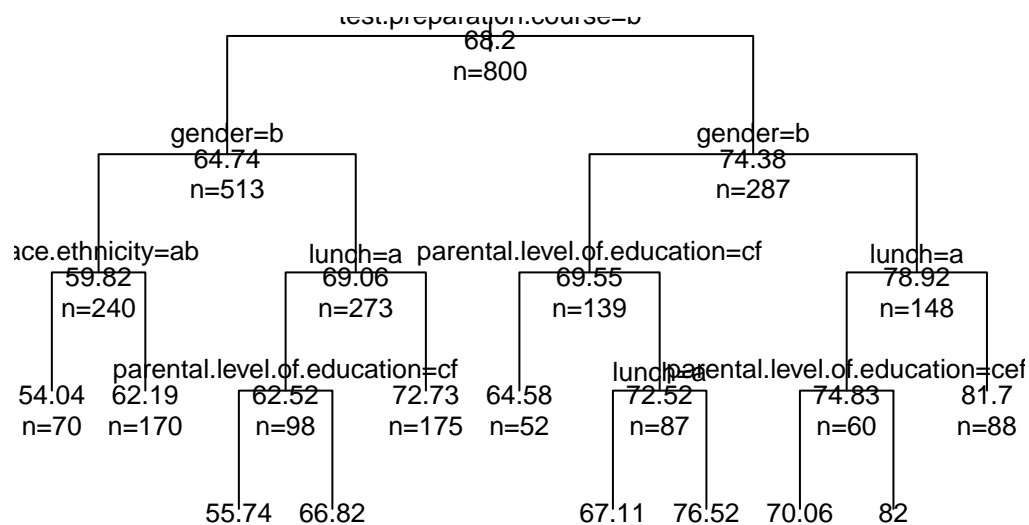 test.preparation.course=b
68.2
n=800
gender=b
64.74
n=513
gender=b
74.38
n=287
ace.ethnicity=ab
59.82
n=240
lunch=a
69.06
n=273
parental.level.of.education=cf
69.55
n=139
lunch=a
78.92
n=148
54.04
n=70
62.19
n=170
parental.level.of.education=cf
62.52
n=98
72.73
n=175
64.58
n=52
lunch=a
72.52
n=87
parental.level.of.education=cef
74.83
n=60
81.7
n=88
55.74
66.82
67.11
76.52
70.06
82